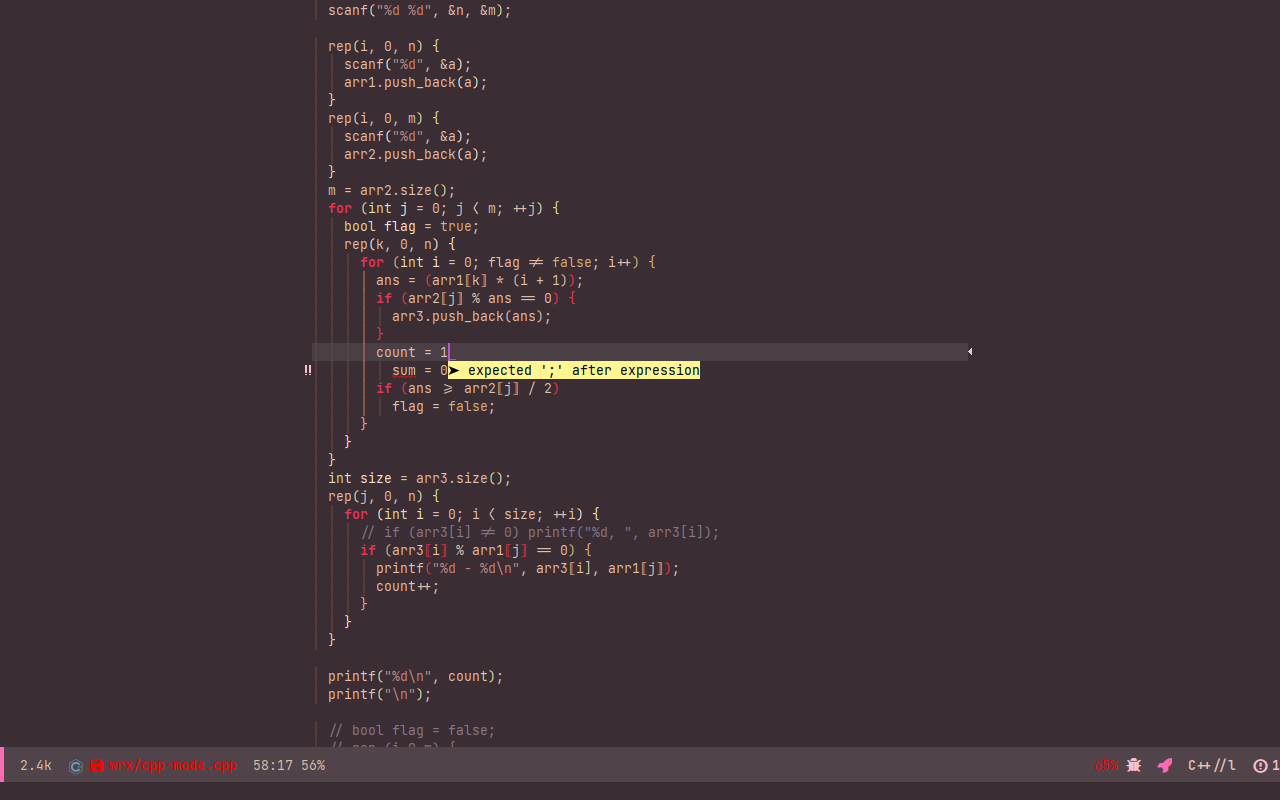 scanf("%d %d", &n, &m);
rep(i, 0, n) {
scanf("%d", &a);
arr1.push_back(a);
}
rep(i, 0, m) {
scanf("%d", &a);
arr2.push_back(a);
}
m = arr2.size();
for (int j = 0; j < m; ++j) {
bool flag = true;
rep(k, 0, n) {
for (int i = 0; flag != false; i++) {
ans = (arr1[k] * (i + 1));
if (arr2[j] % ans == 0) {
arr3.push_back(ans);
}
count = 1
!! sum = 0➤ expected ';' after expression
if (ans >= arr2[j] / 2)
flag = false;
}
}
}
int size = arr3.size();
rep(j, 0, n) {
for (int i = 0; i < size; ++i) {
// if (arr3[i] != 0) printf("%d, ", arr3[i]);
if (arr3[i] % arr1[j] == 0) {
printf("%d - %d\n", arr3[i], arr1[j]);
count++;
}
}
}
printf("%d\n", count);
printf("\n");
// bool flag = false;
2.4k wrx/cpp-mode.cpp 58:17 56% 65% C++//l 1